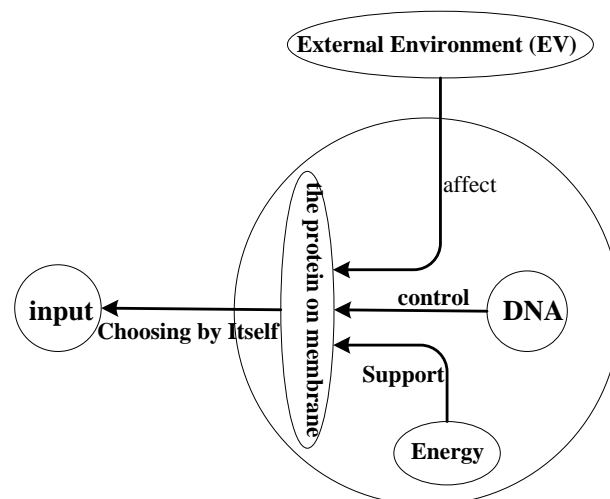 External Environment (EV)
affect
the protein on membrane
input
Choosing by Itself
control
DNA
Support
Energy